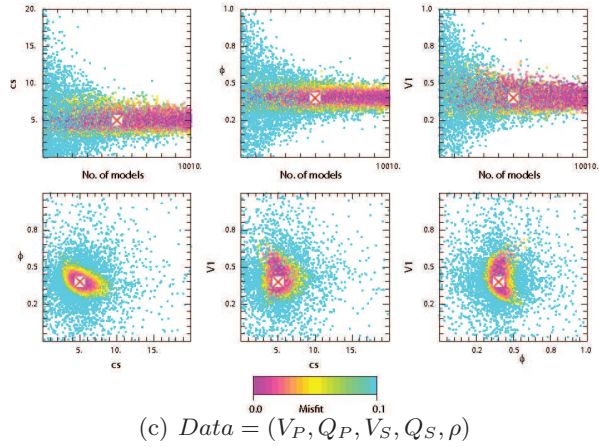 20.
15.
10.
5.
cs
No. of models
10010.
1.0
0.8
0.5
0.2
ϕ
No. of models
10010.
1.0
0.8
0.5
0.2
V1
No. of models
10010.
0.8
0.5
0.2
ϕ
5.
10.
15.
cs
0.8
0.5
0.2
V1
5.
10.
15.
cs
0.8
0.5
0.2
V1
0.2
0.5
1.0
ϕ
0.0
Misfit
0.1
(c) Data = (V_P, Q_P, V_S, Q_S, ρ)